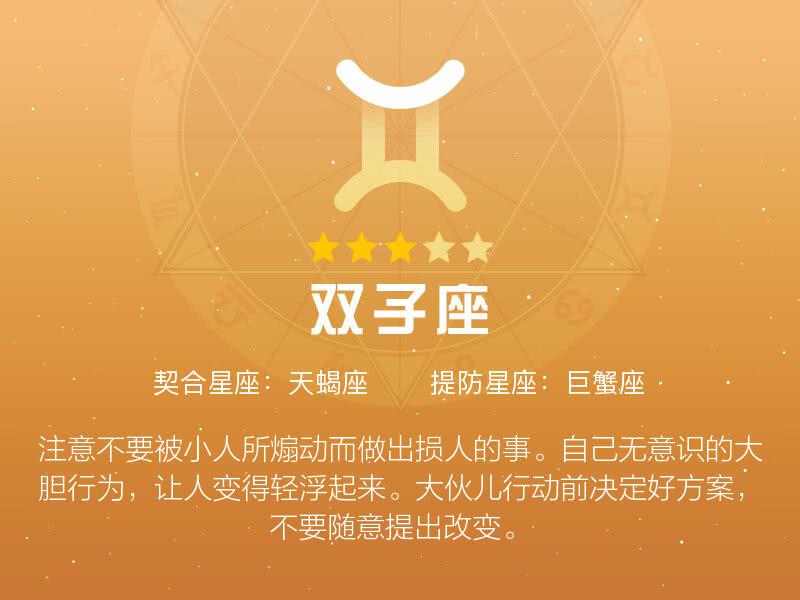 双子座
契合星座：天蝎座 提防星座：巨蟹座
注意不要被小人所煽动而做出损人的事。自己无意识的大
胆行为，让人变得轻浮起来。大伙儿行动前决定好方案，
不要随意提出改变。